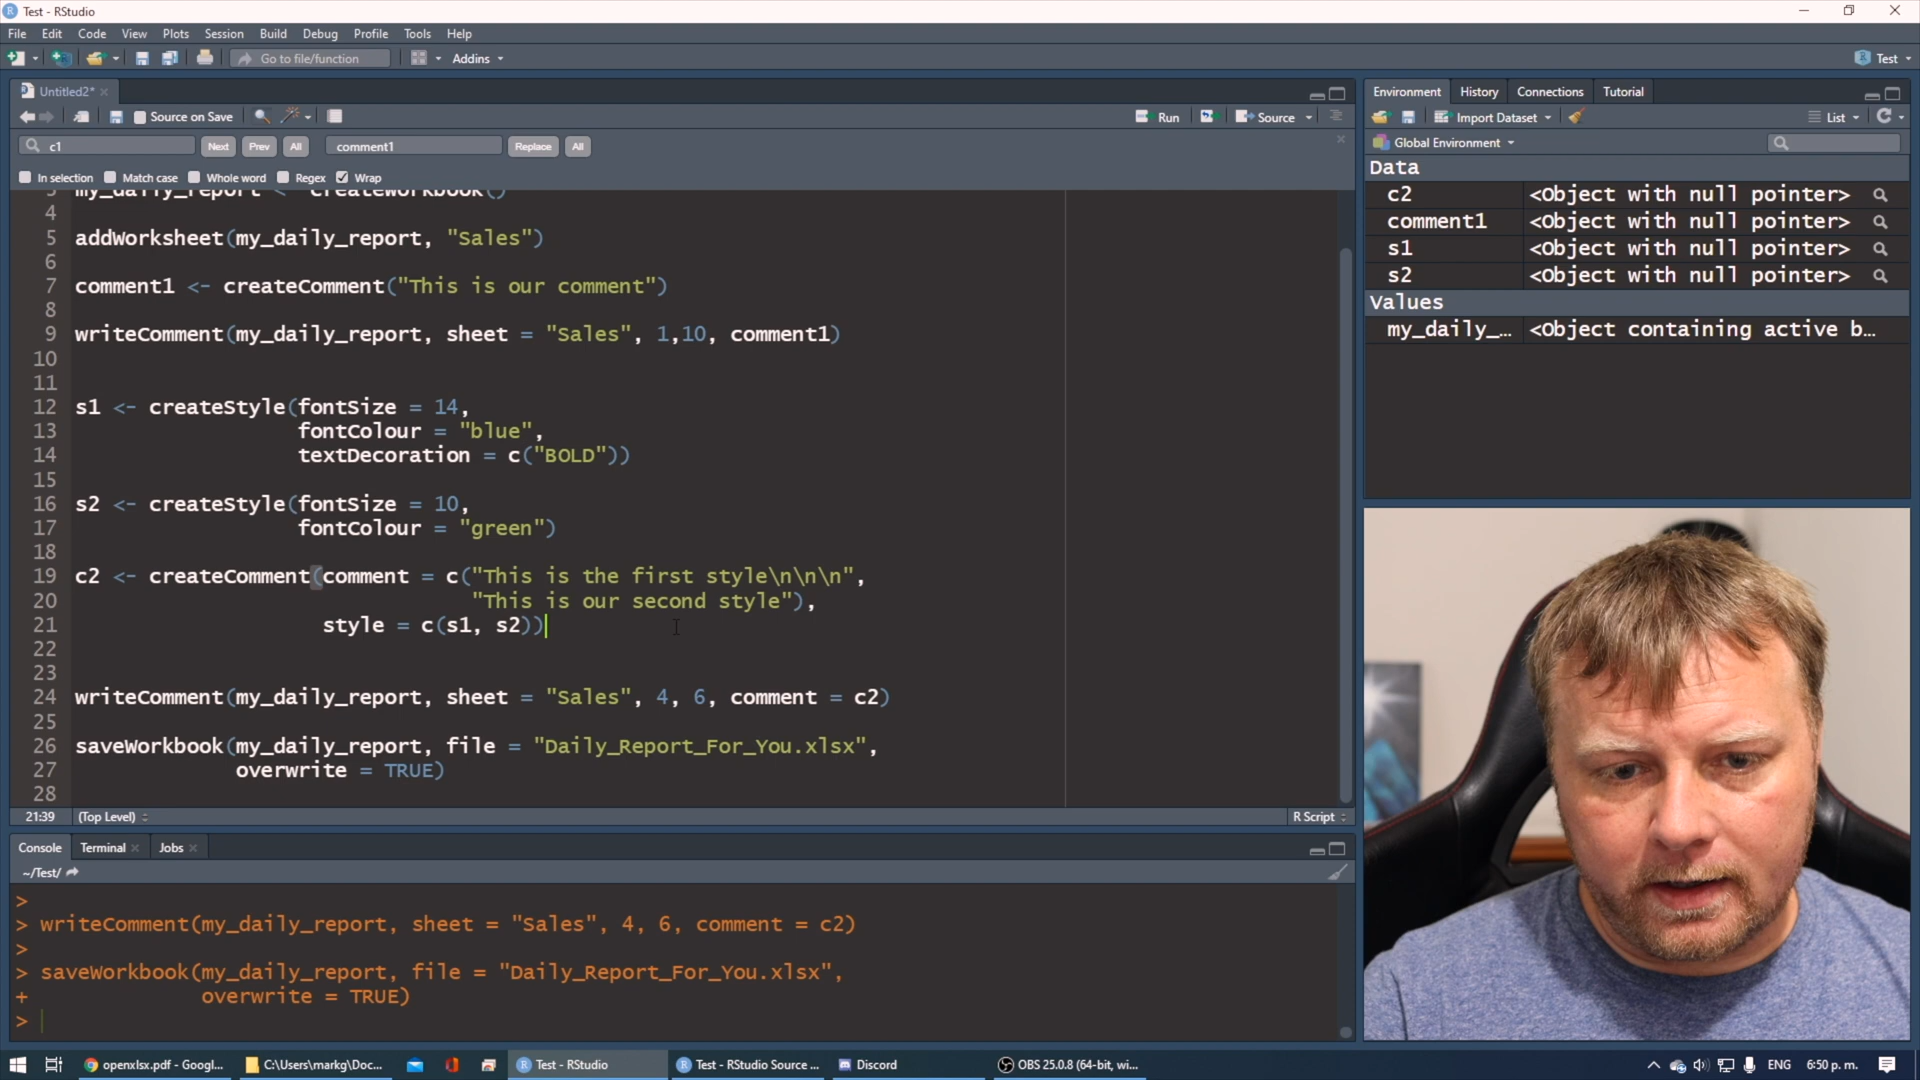 Test - RStudio
File Edit Code View Plots Session Build Debug Profile Tools Help
Go to file/function Addins Test
Untitled2*
Source on Save Run Source
c1 Next Prev All comment1 Replace All
In selection Match case Whole word Regex Wrap
3 my_daily_report <- createWorkbook()
4
5 addWorksheet(my_daily_report, "Sales")
6
7 comment1 <- createComment("This is our comment")
8
9 writeComment(my_daily_report, sheet = "Sales", 1,10, comment1)
10
11
12 s1 <- createStyle(fontSize = 14,
13 fontColour = "blue",
14 textDecoration = c("BOLD"))
15
16 s2 <- createStyle(fontSize = 10,
17 fontColour = "green")
18
19 c2 <- createComment(comment = c("This is the first style\n\n\n",
20 "This is our second style"),
21 style = c(s1, s2))
22
23
24 writeComment(my_daily_report, sheet = "Sales", 4, 6, comment = c2)
25
26 saveWorkbook(my_daily_report, file = "Daily_Report_For_You.xlsx",
27 overwrite = TRUE)
28
21:39 (Top Level) R Script
Console Terminal Jobs
~/Test/
>
> writeComment(my_daily_report, sheet = "Sales", 4, 6, comment = c2)
>
> saveWorkbook(my_daily_report, file = "Daily_Report_For_You.xlsx",
+ overwrite = TRUE)
>
Environment History Connections Tutorial
Import Dataset List
Global Environment
Data
c2 <Object with null pointer>
comment1 <Object with null pointer>
s1 <Object with null pointer>
s2 <Object with null pointer>
Values
my_daily_… <Object containing active b…
openxlsx.pdf - Googl... C:\Users\markg\Doc... Test - RStudio Test - RStudio Source ... Discord OBS 25.0.8 (64-bit, wi... ENG 6:50 p. m.